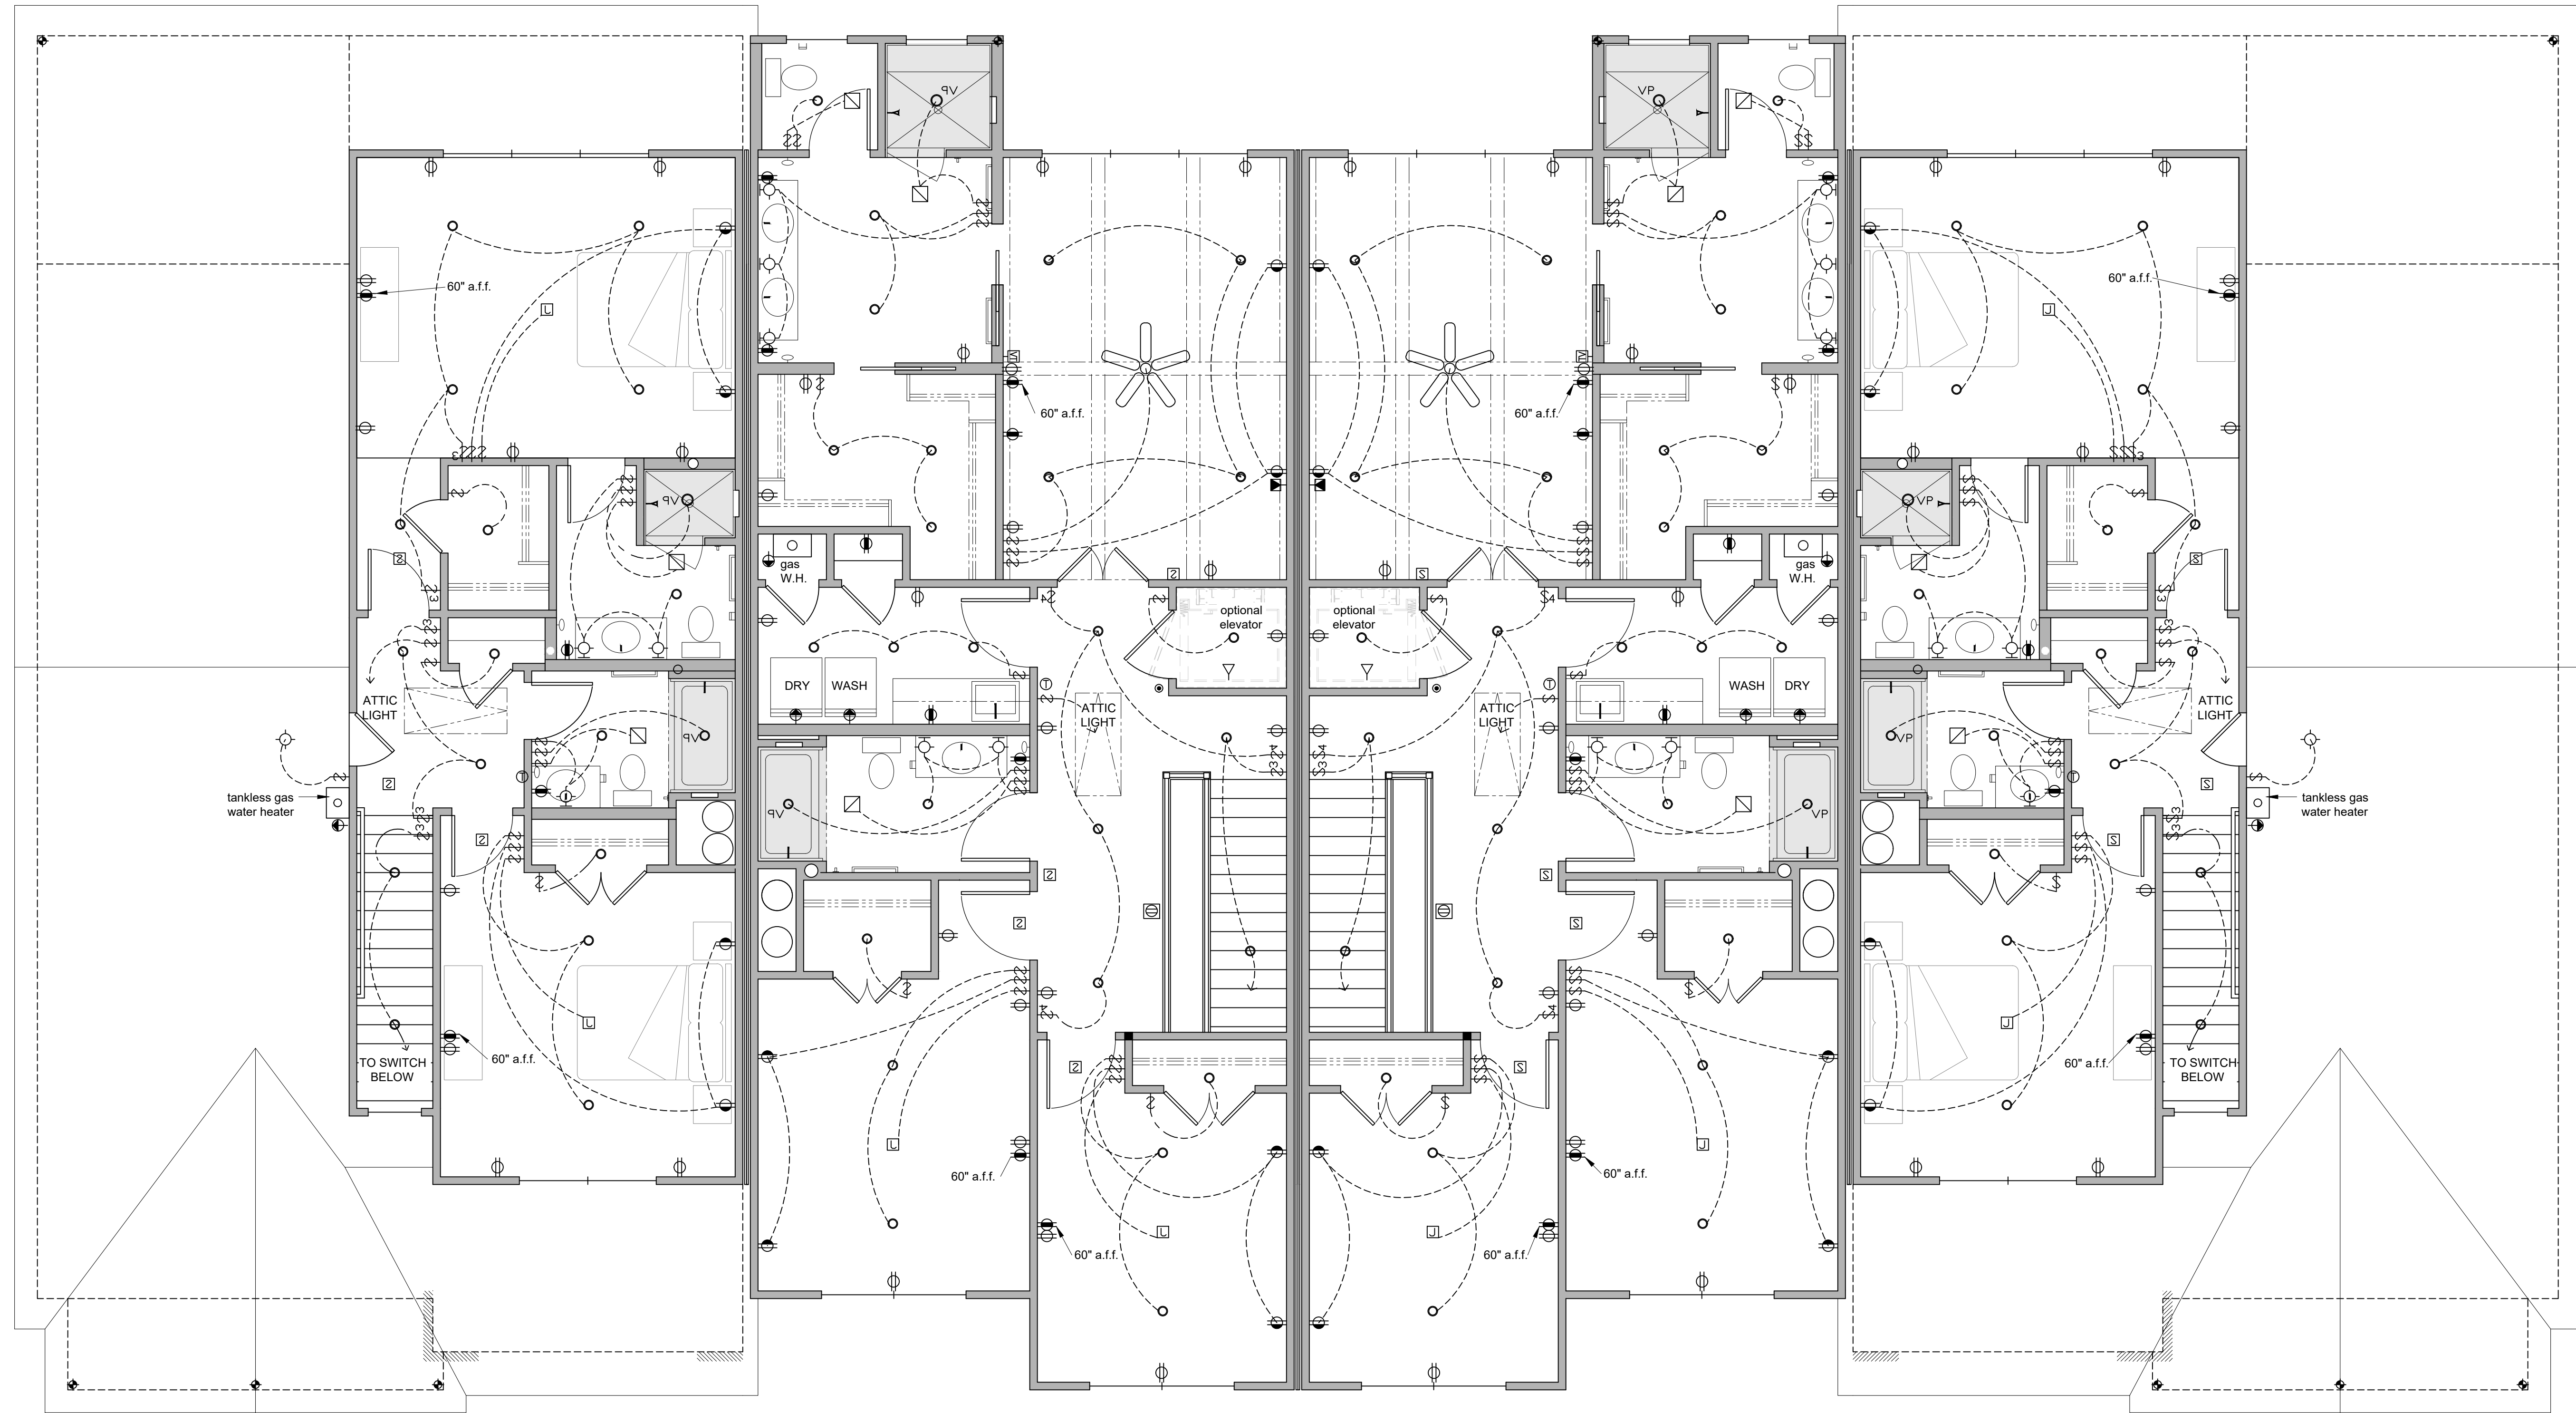 VP
VP
60" a.f.f.
60" a.f.f.
60" a.f.f.
60" a.f.f.
VP
VP
gas
W.H.
gas
W.H.
optional
elevator
optional
elevator
DRY
WASH
WASH
DRY
ATTIC
LIGHT
ATTIC
LIGHT
ATTIC
LIGHT
ATTIC
LIGHT
VP
VP
tankless gas
water heater
tankless gas
water heater
VP
VP
TO SWITCH
BELOW
60" a.f.f.
60" a.f.f.
TO SWITCH
BELOW
60" a.f.f.
60" a.f.f.
60" a.f.f.
60" a.f.f.